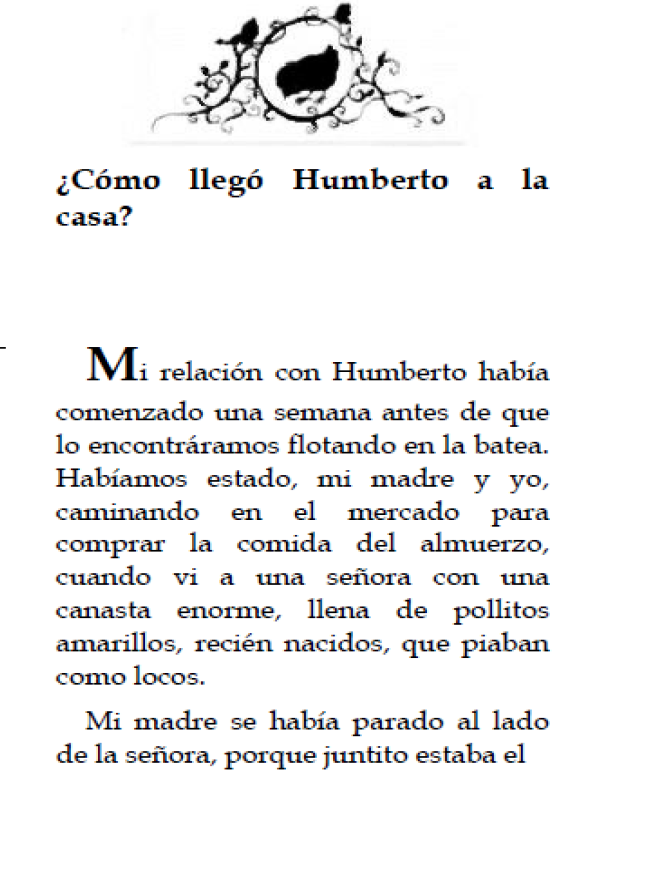 ¿Cómo llegó Humberto a la
casa?
Mi relación con Humberto había
comenzado una semana antes de que
lo encontráramos flotando en la batea.
Habíamos estado, mi madre y yo,
caminando en el mercado para
comprar la comida del almuerzo,
cuando vi a una señora con una
canasta enorme, llena de pollitos
amarillos, recién nacidos, que piaban
como locos.
Mi madre se había parado al lado
de la señora, porque juntito estaba el